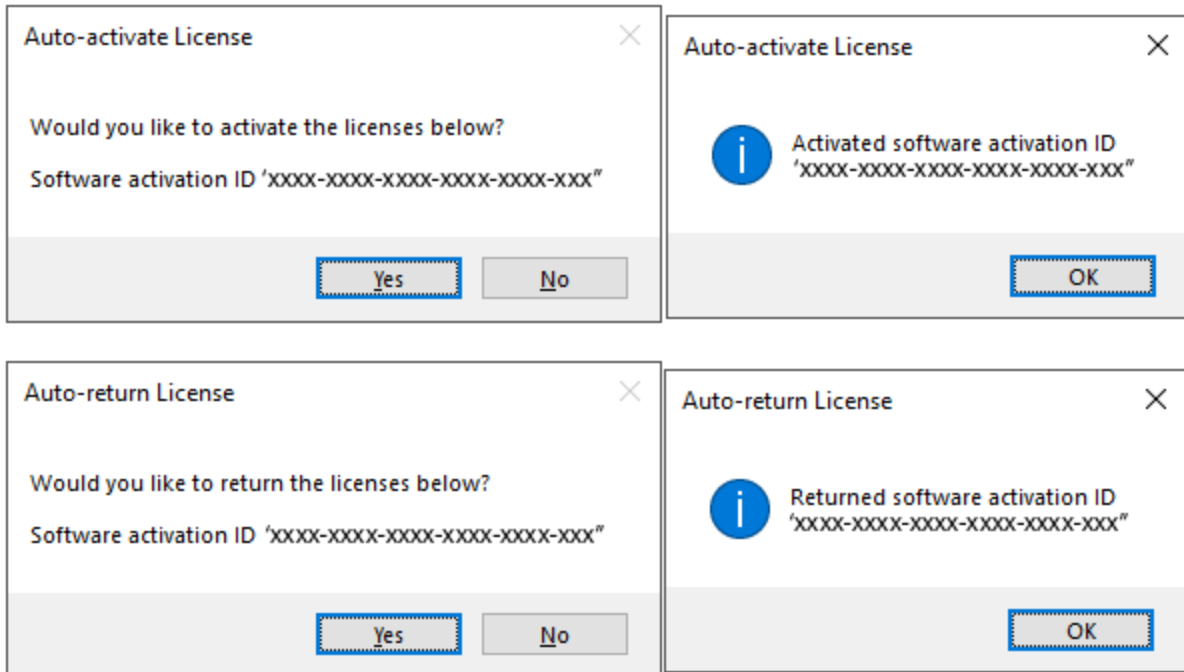 Auto-activate License
Would you like to activate the licenses below?
Software activation ID ‘xxxx-xxxx-xxxx-xxxx-xxxx-xxx”
Yes
No
Auto-activate License
Activated software activation ID
‘xxxx-xxxx-xxxx-xxxx-xxxx-xxx”
OK
Auto-return License
Would you like to return the licenses below?
Software activation ID ‘xxxx-xxxx-xxxx-xxxx-xxxx-xxx”
Yes
No
Auto-return License
Returned software activation ID
‘xxxx-xxxx-xxxx-xxxx-xxxx-xxx”
OK